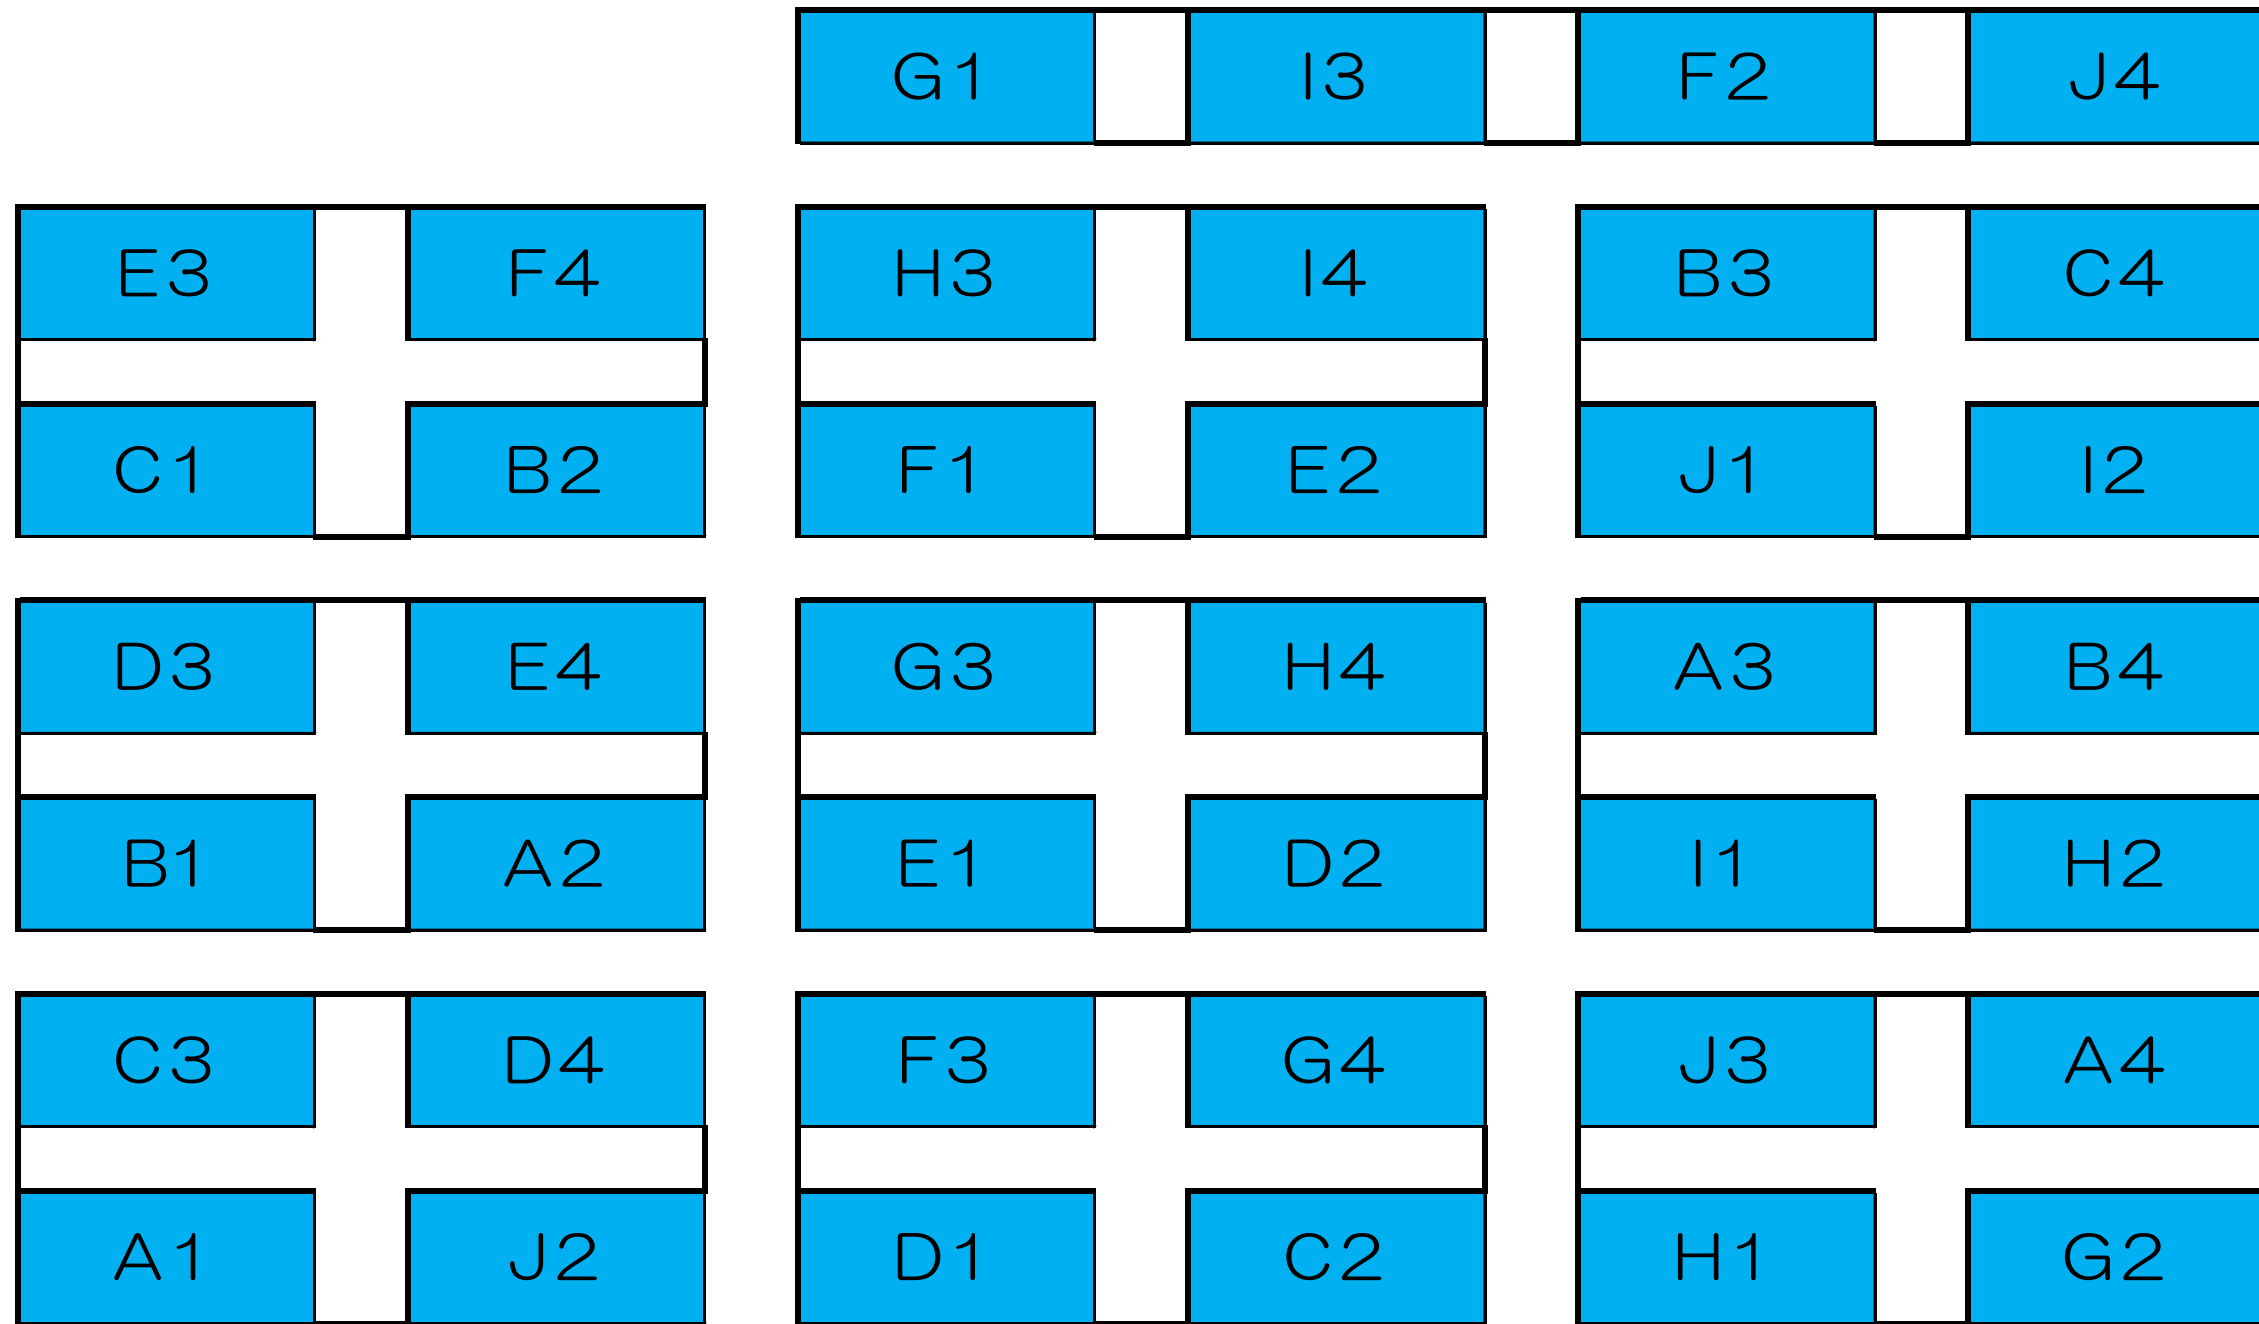 G1 I3 F2 J4
E3 F4 H3 I4 B3 C4
C1 B2 F1 E2 J1 I2
D3 E4 G3 H4 A3 B4
B1 A2 E1 D2 I1 H2
C3 D4 F3 G4 J3 A4
A1 J2 D1 C2 H1 G2